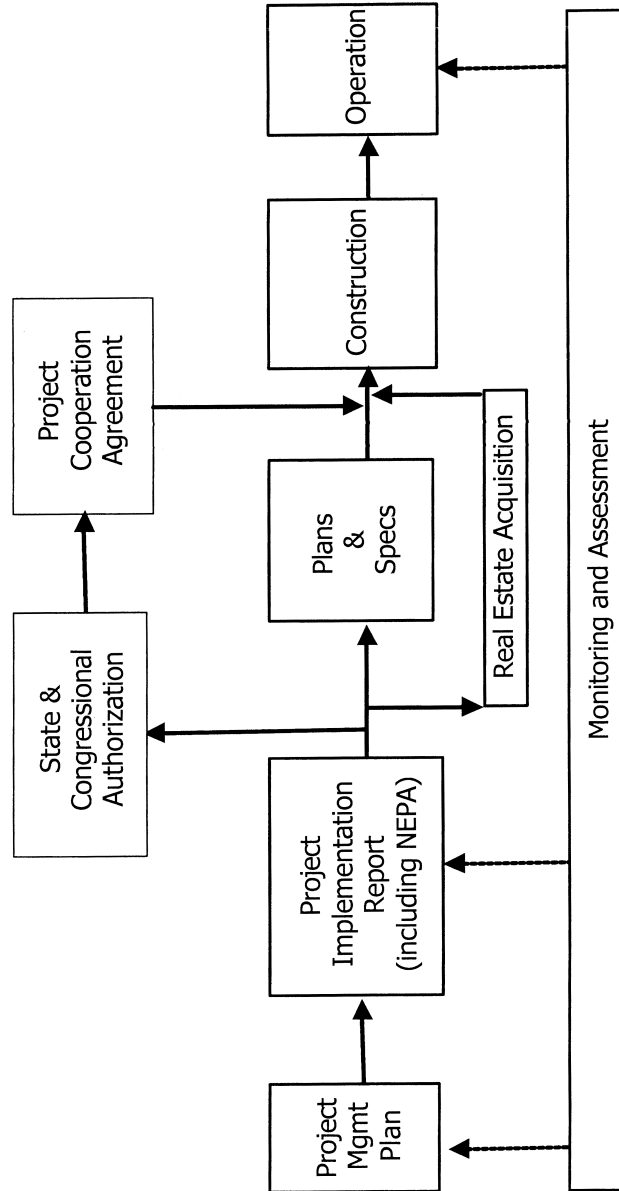 Project
Mgmt
Plan
Project
Implementation
Report
(including NEPA)
State &
Congressional
Authorization
Project
Cooperation
Agreement
Plans
&
Specs
Real Estate Acquisition
Construction
Operation
Monitoring and Assessment